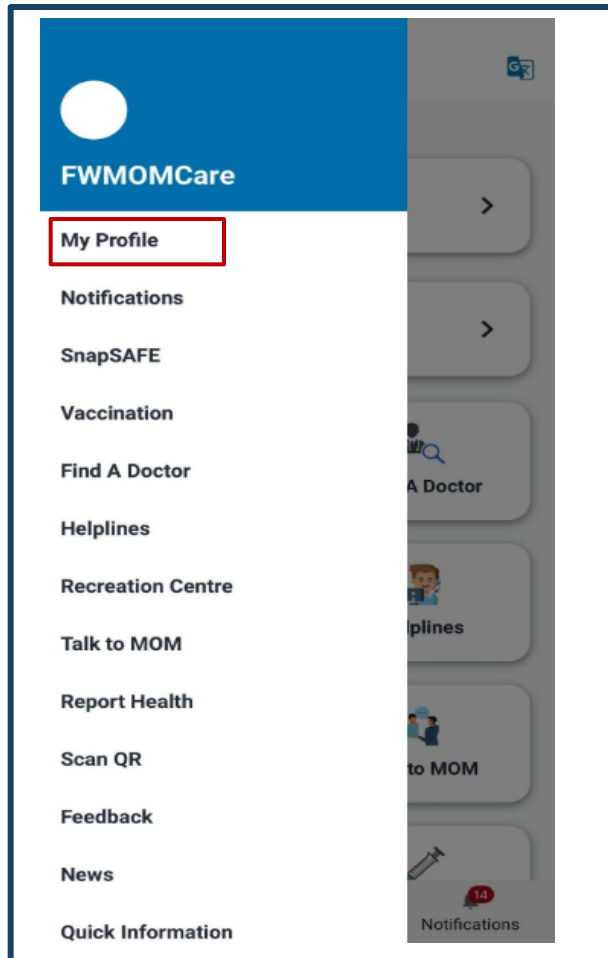 FWMOMCare
My Profile
Notifications
SnapSAFE
Vaccination
Find A Doctor
A Doctor
Helplines
Recreation Centre
plines
Talk to MOM
Report Health
Scan QR
to MOM
Feedback
News
14
Quick Information
Notifications